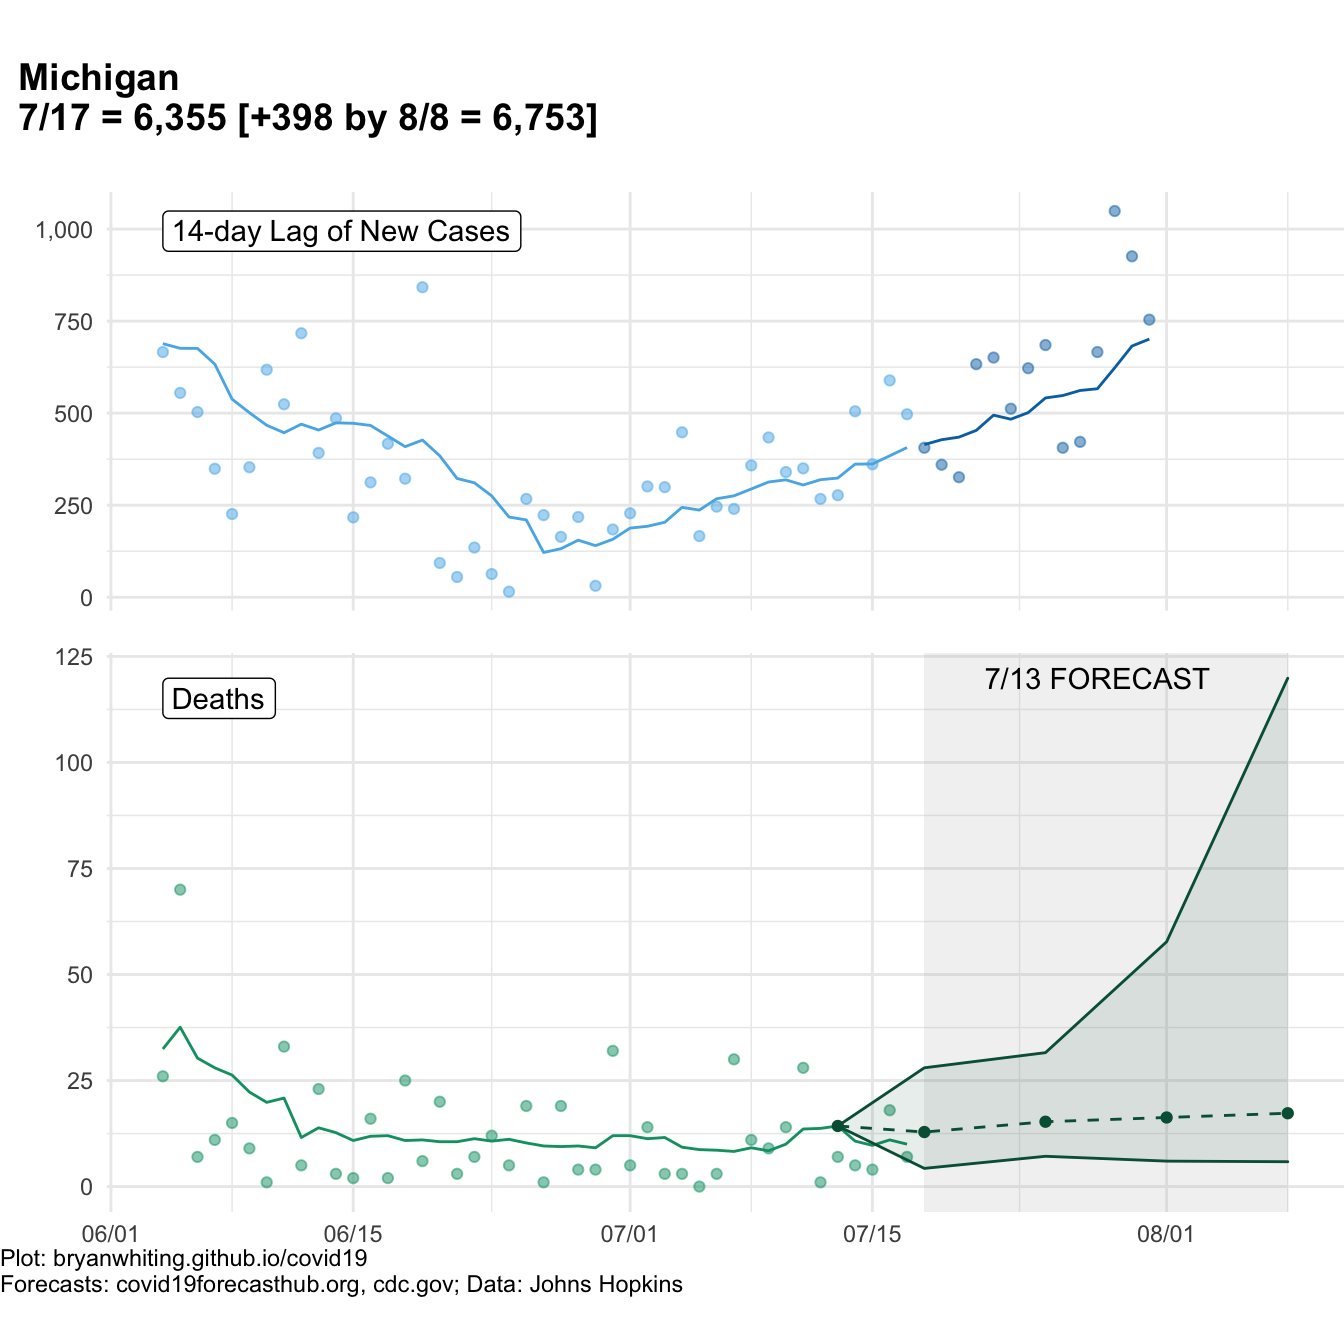 Michigan
7/17 = 6,355 [+398 by 8/8 = 6,753]
14-day Lag of New Cases
1,000
750
500
250
0
125
7/13 FORECAST
Deaths
100
75
50
25
0
06/01 06/15 07/01 07/15 08/01
Plot: bryanwhiting.github.io/covid19
Forecasts: covid19forecasthub.org, cdc.gov; Data: Johns Hopkins